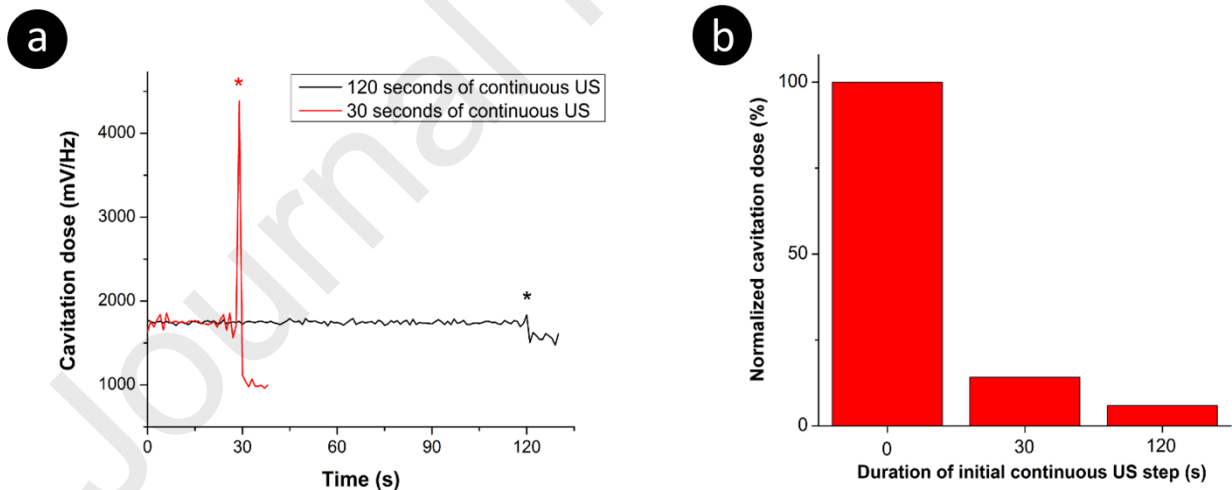 a
b
Journal
*
120 seconds of continuous US
30 seconds of continuous US
*
Cavitation dose (mV/Hz)
4000
3000
2000
1000
0 30 60 90 120
Time (s)
Normalized cavitation dose (%)
100
50
0
0 30 120
Duration of initial continuous US step (s)